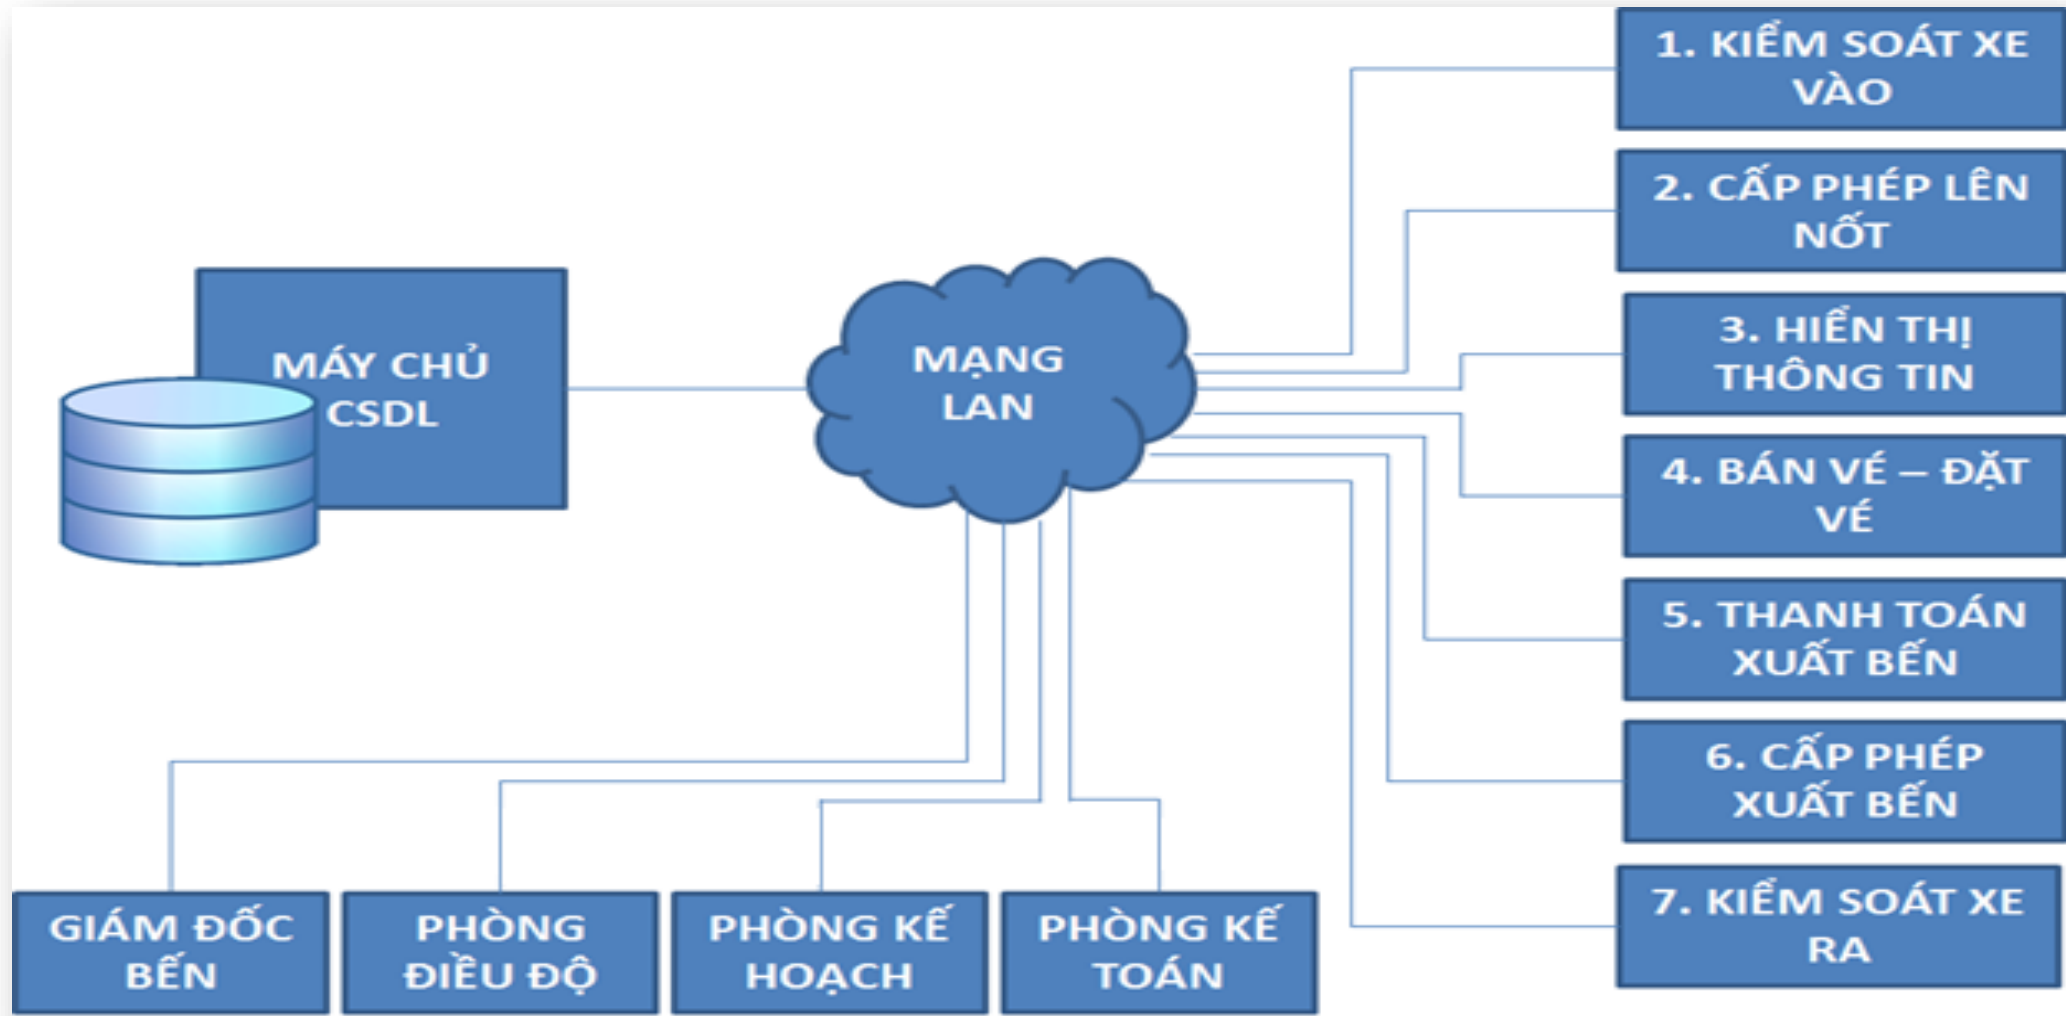 MÁY CHỦ
CSDL
MẠNG
LAN
1. KIỂM SOÁT XE
VÀO
2. CẤP PHÉP LÊN
NỐT
3. HIỂN THỊ
THÔNG TIN
4. BÁN VÉ – ĐẶT
VÉ
5. THANH TOÁN
XUẤT BẾN
6. CẤP PHÉP
XUẤT BẾN
7. KIỂM SOÁT XE
RA
GIÁM ĐỐC
BẾN
PHÒNG
ĐIỀU ĐỘ
PHÒNG KẾ
HOẠCH
PHÒNG KẾ
TOÁN